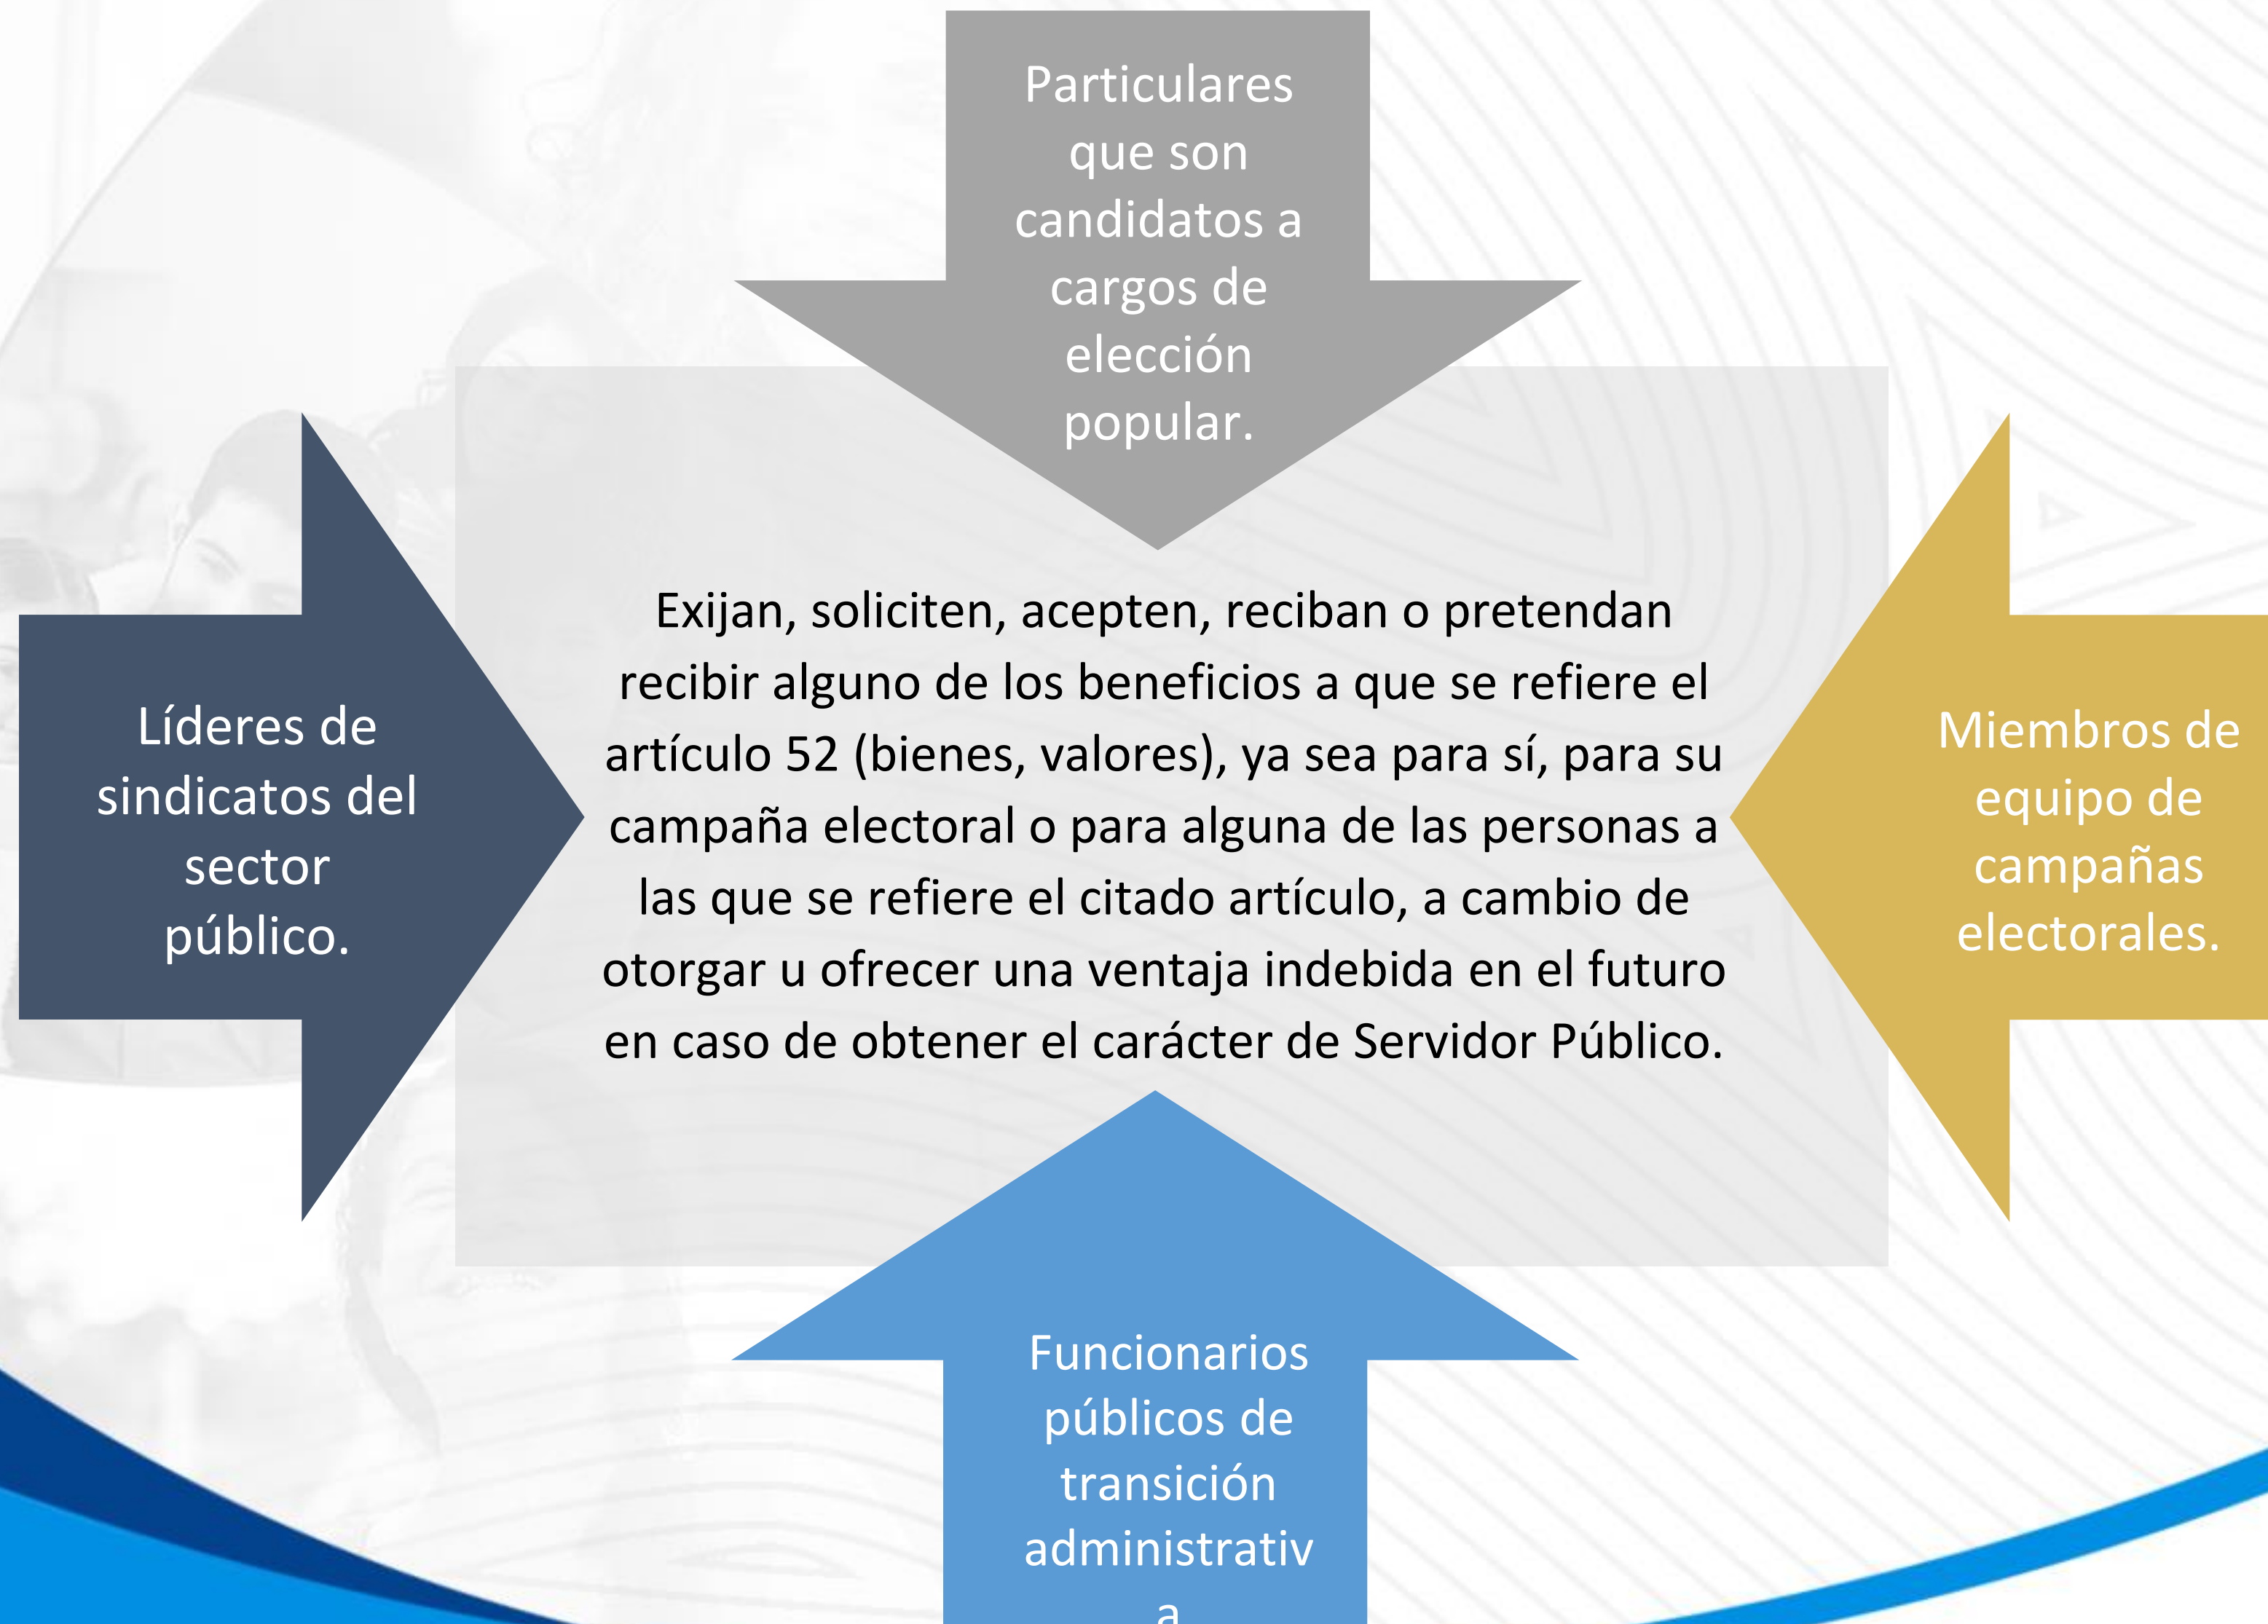 Particulares
que son
candidatos a
cargos de
elección
popular.
Líderes de
sindicatos del
sector
público.
Exijan, soliciten, acepten, reciban o pretendan
recibir alguno de los beneficios a que se refiere el
artículo 52 (bienes, valores), ya sea para sí, para su
campaña electoral o para alguna de las personas a
las que se refiere el citado artículo, a cambio de
otorgar u ofrecer una ventaja indebida en el futuro
en caso de obtener el carácter de Servidor Público.
Miembros de
equipo de
campañas
electorales.
Funcionarios
públicos de
transición
administrativ
a